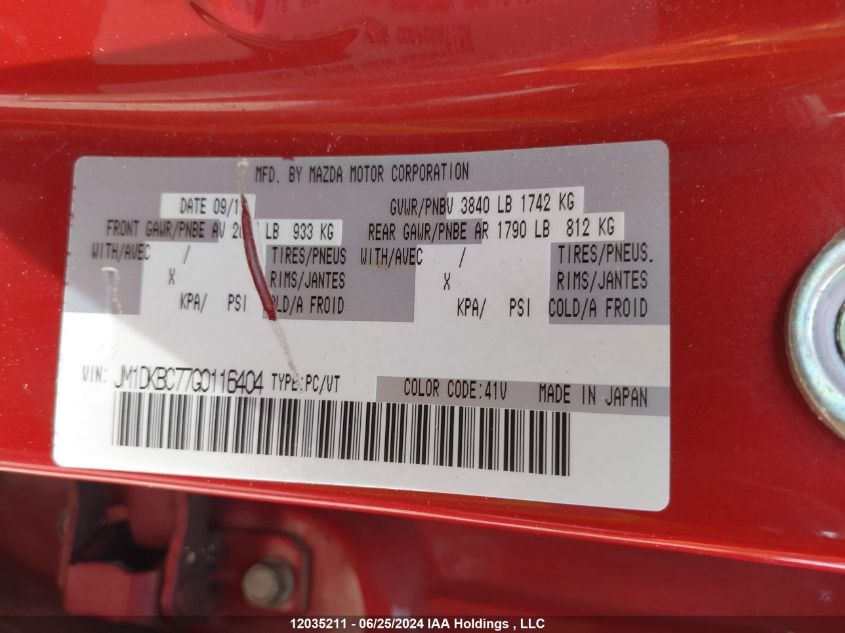 MFD. BY MAZDA MOTOR CORPORATION
DATE 09/1 GVWR/PNBV 3840 LB 1742 KG
FRONT GAWR/PNBE AV LB 933 KG REAR GAWR/PNBE AR 1790 LB 812 KG
WITH/AVEC / TIRES/PNEUS WITH/AVEC / TIRES/PNEUS.
X RIMS/JANTES X RIMS/JANTES
KPA/ PSI COLD/A FROID KPA/ PSI COLD/A FROID
VIN: JM1DKBC77G0116404 TYPE:PC/VT COLOR CODE:41V MADE IN JAPAN
12035211 - 06/25/2024 IAA Holdings , LLC